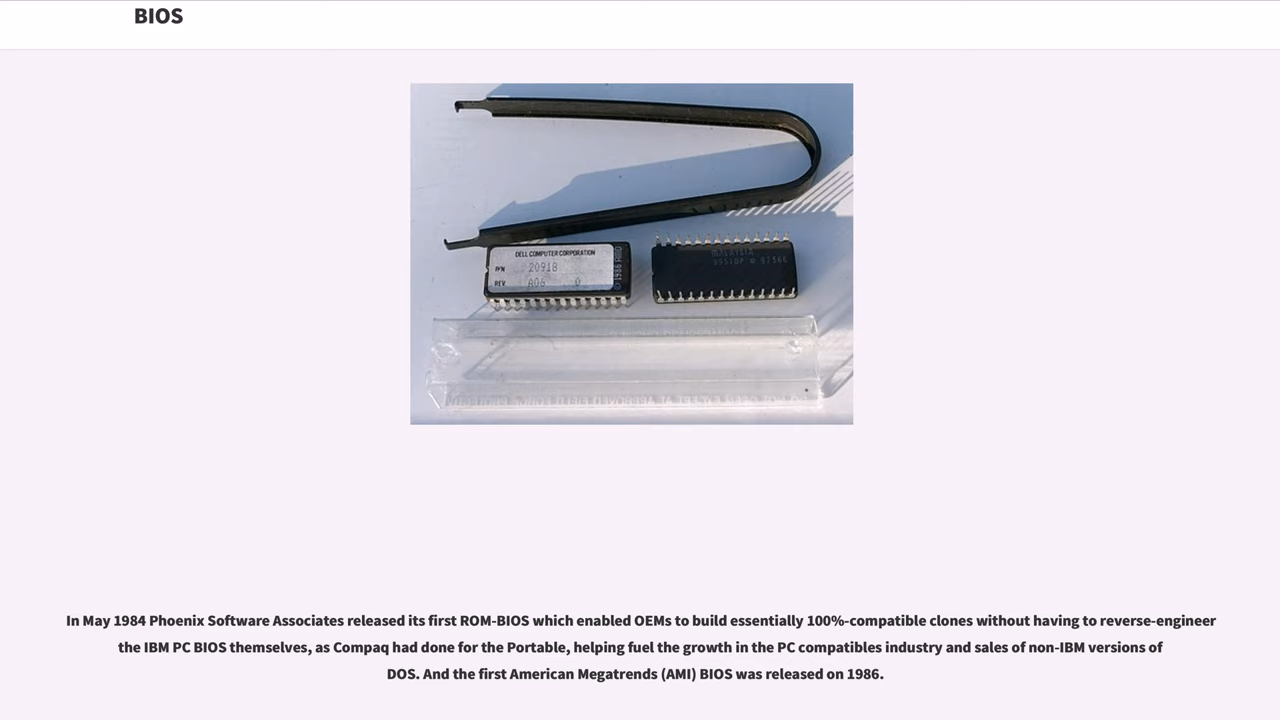 BIOS
DELL COMPUTER CORPORATION
P/N 20918
REV. A06
In May 1984 Phoenix Software Associates released its first ROM-BIOS which enabled OEMs to build essentially 100%-compatible clones without having to reverse-engineer
the IBM PC BIOS themselves, as Compaq had done for the Portable, helping fuel the growth in the PC compatibles industry and sales of non-IBM versions of
DOS. And the first American Megatrends (AMI) BIOS was released on 1986.